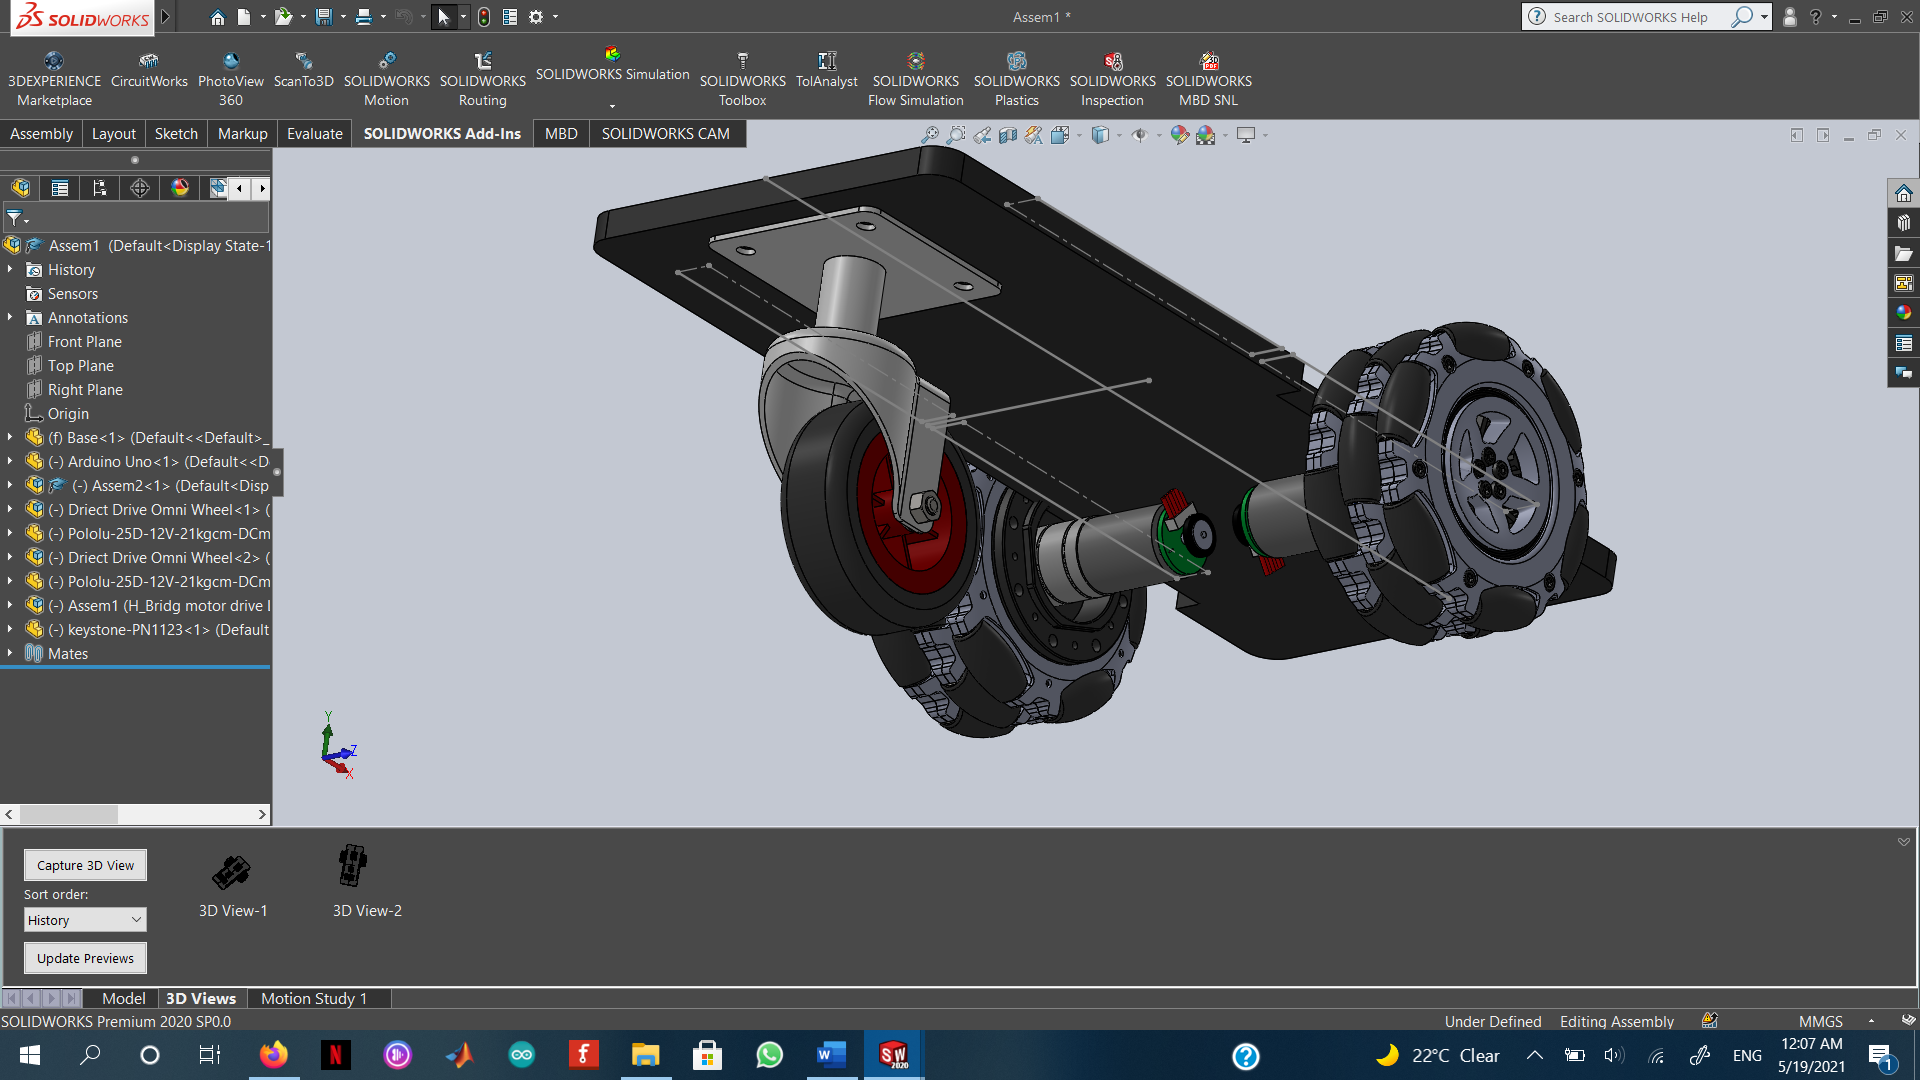 SOLIDWORKS
Assem1 *
Search SOLIDWORKS Help
3DEXPERIENCE Marketplace
CircuitWorks
PhotoView 360
ScanTo3D
SOLIDWORKS Motion
SOLIDWORKS Routing
SOLIDWORKS Simulation
SOLIDWORKS Toolbox
TolAnalyst
SOLIDWORKS Flow Simulation
SOLIDWORKS Plastics
SOLIDWORKS Inspection
SOLIDWORKS MBD SNL
Assembly Layout Sketch Markup Evaluate SOLIDWORKS Add-Ins MBD SOLIDWORKS CAM
Assem1 (Default<Display State-1
History
Sensors
Annotations
Front Plane
Top Plane
Right Plane
Origin
(f) Base<1> (Default<<Default>_
(-) Arduino Uno<1> (Default<<D
(-) Assem2<1> (Default<Disp
(-) Driect Drive Omni Wheel<1> (
(-) Pololu-25D-12V-21kgcm-DCm
(-) Driect Drive Omni Wheel<2> (
(-) Pololu-25D-12V-21kgcm-DCm
(-) Assem1 (H_Bridg motor drive I
(-) keystone-PN1123<1> (Default
Mates
Y
Z
X
Capture 3D View
Sort order:
History
Update Previews
3D View-1
3D View-2
Model 3D Views Motion Study 1
SOLIDWORKS Premium 2020 SP0.0
Under Defined Editing Assembly MMGS
22°C Clear
ENG
12:07 AM
5/19/2021
1